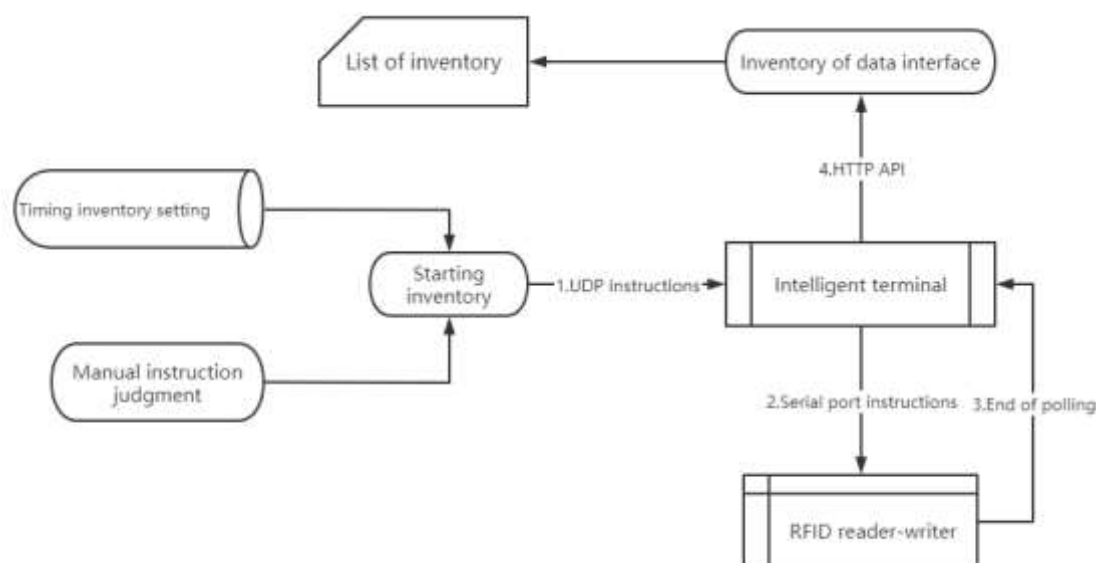 List of inventory
Inventory of data interface
4.HTTP API
Timing inventory setting
Starting
inventory
1.UDP instructions
Intelligent terminal
Manual instruction
judgment
2.Serial port instructions
3.End of polling
RFID reader-writer